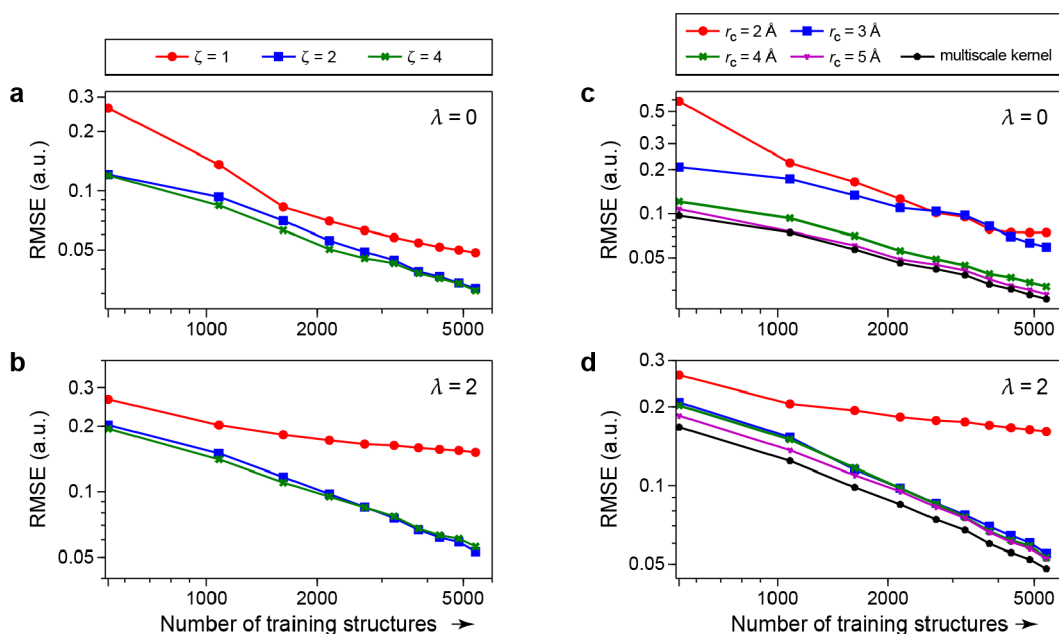 ζ = 1 ζ = 2 ζ = 4
a
λ = 0
RMSE (a.u.)
0.3
0.2
0.1
0.05
1000 2000 5000
b
λ = 2
RMSE (a.u.)
0.3
0.2
0.1
0.05
1000 2000 5000
Number of training structures →
r_c = 2 Å r_c = 3 Å
r_c = 4 Å r_c = 5 Å multiscale kernel
c
λ = 0
RMSE (a.u.)
0.5
0.2
0.1
0.05
1000 2000 5000
d
λ = 2
RMSE (a.u.)
0.3
0.2
0.1
0.05
1000 2000 5000
Number of training structures →